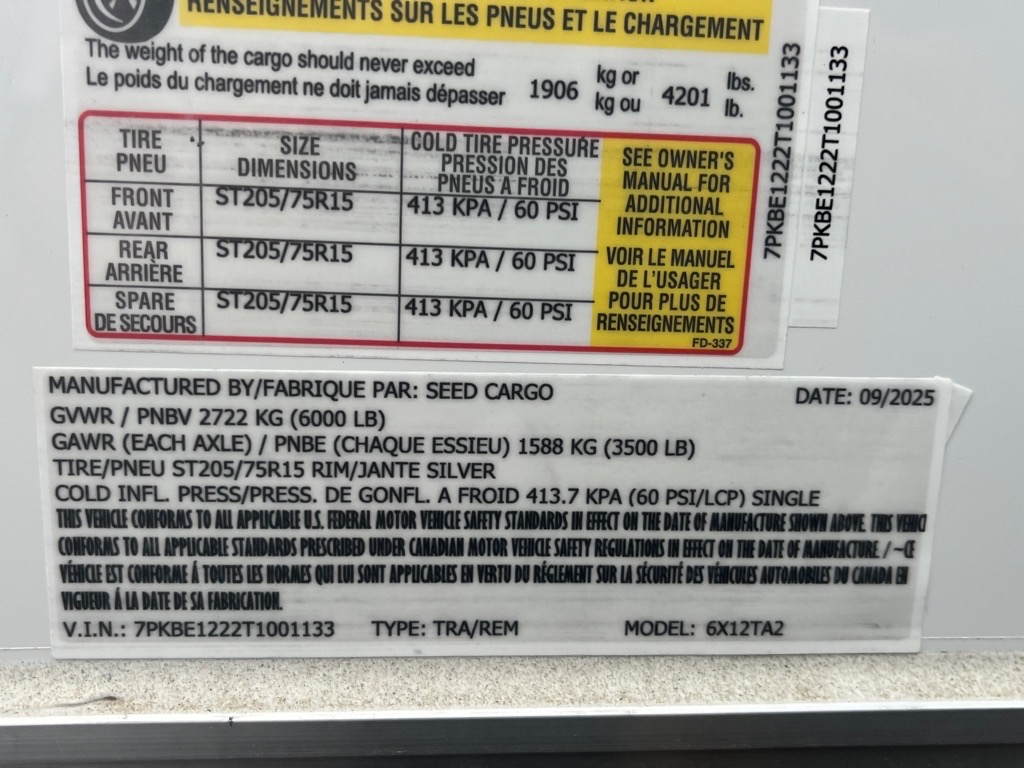 RENSEIGNEMENTS SUR LES PNEUS ET LE CHARGEMENT
The weight of the cargo should never exceed
Le poids du chargement ne doit jamais dépasser
1906 kg or 4201 lbs.
kg ou lb.
TIRE PNEU SIZE DIMENSIONS COLD TIRE PRESSURE PRESSION DES PNEUS A FROID
FRONT AVANT ST205/75R15 413 KPA / 60 PSI
REAR ARRIÈRE ST205/75R15 413 KPA / 60 PSI
SPARE DE SECOURS ST205/75R15 413 KPA / 60 PSI
SEE OWNER'S
MANUAL FOR
ADDITIONAL
INFORMATION
VOIR LE MANUEL
DE L'USAGER
POUR PLUS DE
RENSEIGNEMENTS
FD-337
7PKBE1222T1001133
7PKBE1222T1001133
MANUFACTURED BY/FABRIQUE PAR: SEED CARGO DATE: 09/2025
GVWR / PNBV 2722 KG (6000 LB)
GAWR (EACH AXLE) / PNBE (CHAQUE ESSIEU) 1588 KG (3500 LB)
TIRE/PNEU ST205/75R15 RIM/JANTE SILVER
COLD INFL. PRESS/PRESS. DE GONFL. A FROID 413.7 KPA (60 PSI/LCP) SINGLE
THIS VEHICLE CONFORMS TO ALL APPLICABLE U.S. FEDERAL MOTOR VEHICLE SAFETY STANDARDS IN EFFECT ON THE DATE OF MANUFACTURE SHOWN ABOVE. THIS VEHIC
CONFORMS TO ALL APPLICABLE STANDARDS PRESCRIBED UNDER CANADIAN MOTOR VEHICLE SAFETY REGULATIONS IN EFFECT ON THE DATE OF MANUFACTURE. / ~CE
VÉHICLE EST CONFORME Á TOUTES LES NORMES QUI LUI SONT APPLICABLES EN VERTU DU RÉGLEMENT SUR LA SÉCURITÉ DES VÉHICULES AUTOMOBILES DU CANADA EN
VIGUEUR Á LA DATE DE SA FABRICATION.
V.I.N.: 7PKBE1222T1001133 TYPE: TRA/REM MODEL: 6X12TA2